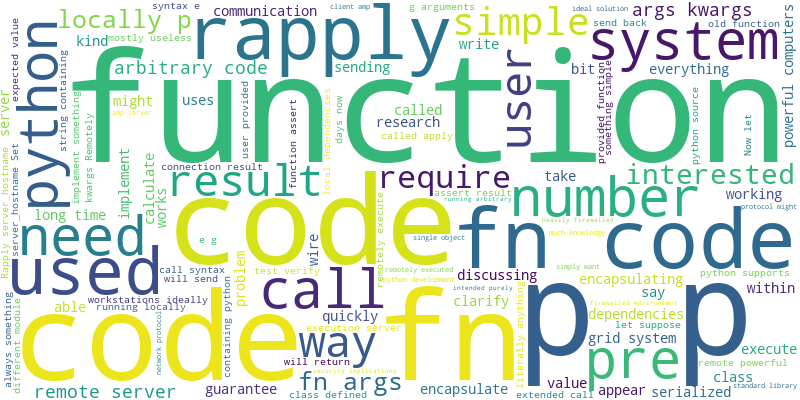 function
code
code fn
p p
rapply
system
simple
python
used
need
call
way
result
require
number
fn code
pre
user
interested
locally p
communication
syntax e
mostly useless
kind
g arguments
client amp
ideal solution
send back
args kwargs
old function
write
sending
bit
everything
arbitrary code
might
amp server
uses
called
research
called apply
powerful computers
something simple
provided function
python source
Now let
days now
local dependencies
function assert
user provided
string containing
expected value
implement something
kwargs Remotely
implement
calculate
works
connection result
Rapply server_hostname
server
server_hostname Set
long time
e g
problem
wire
call syntax
will send
test verify
workstations ideally
running locally
able
remote server
always something
different module
quickly
containing python
execution server
will return
security implications
guarantee
class defined
fn args
encapsulate
extended call
value
serialized
appear
class
say
dependencies
clarify
discussing
encapsulating
within
working
take
protocol might
heavily firewalled
much knowledge
simply want
python supports
grid system
let suppose
execute
firewalled environment
remote powerful
standard library
literally anything
single object
remotely executed
python development
intended purely
remotely execute
assert result
running arbitrary
network protocol